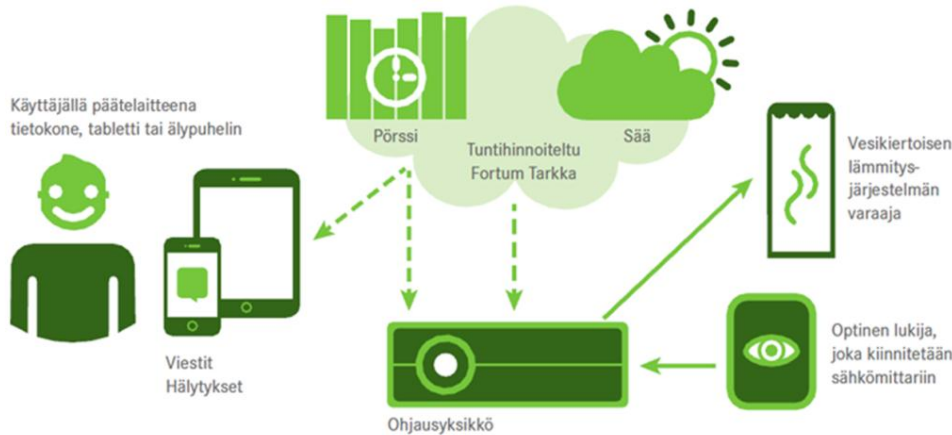 Käyttäjällä päätelaitteena
tietokone, tabletti tai älypuhelin
Viestit
Hälytykset
Pörssi
Sää
Tuntihinnoiteltu
Fortum Tarkka
Ohjausyksikkö
Vesikiertoisen
lämmitys-
järjestelmän
varaaja
Optinen lukija,
joka kiinnitetään
sähkömittariin